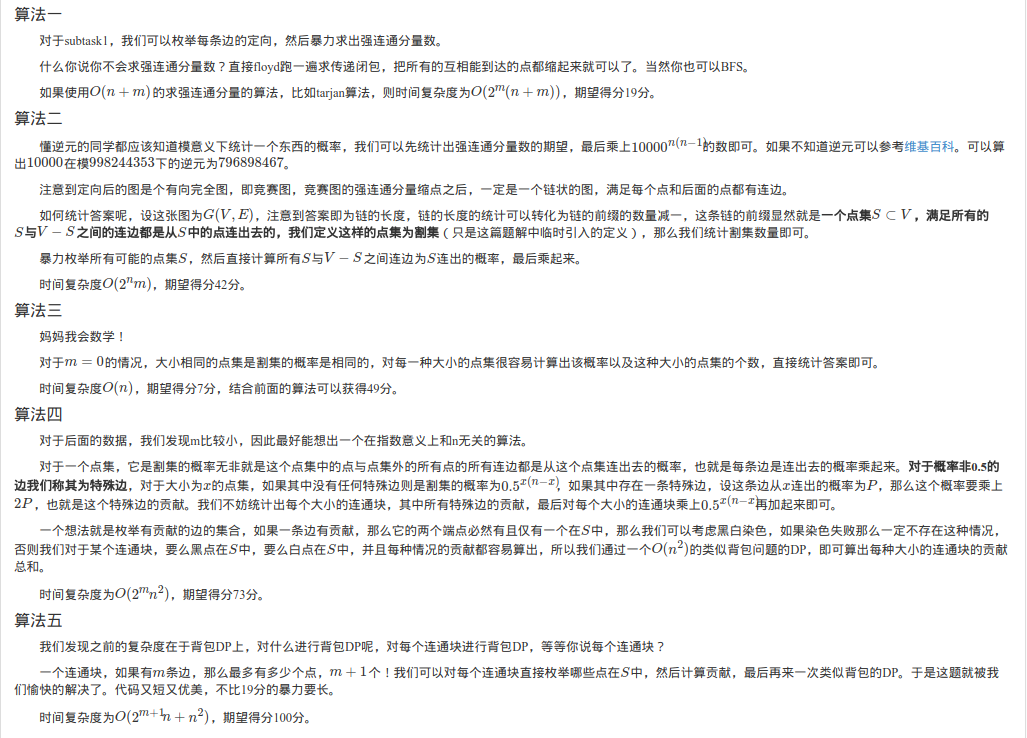 算法一
对于subtask1，我们可以枚举每条边的定向，然后暴力求出强连通分量数。
什么你说你不会求强连通分量数？直接floyd跑一遍求传递闭包，把所有的互相能到达的点都缩起来就可以了。当然你也可以BFS。
如果使用O(n + m)的求强连通分量的算法，比如tarjan算法，则时间复杂度为O(2^m(n + m))，期望得分19分。
算法二
懂逆元的同学都应该知道模意义下统计一个东西的概率，我们可以先统计出强连通分量数的期望，最后乘上10000^{n(n−1)}的数即可。如果不知道逆元可以参考维基百科。可以算
出10000在模998244353下的逆元为796898467。
注意到定向后的图是个有向完全图，即竞赛图，竞赛图的强连通分量缩点之后，一定是一个链状的图，满足每个点和后面的点都有连边。
如何统计答案呢，设这张图为G(V, E)，注意到答案即为链的长度，链的长度的统计可以转化为链的前缀的数量减一，这条链的前缀显然就是一个点集S ⊂ V，满足所有的
S与V − S之间的连边都是从S中的点连出去的，我们定义这样的点集为割集（只是这篇题解中临时引入的定义），那么我们统计割集数量即可。
暴力枚举所有可能的点集S，然后直接计算所有S与V − S之间连边为S连出的概率，最后乘起来。
时间复杂度O(2^n m)，期望得分42分。
算法三
妈妈我会数学！
对于m = 0的情况，大小相同的点集是割集的概率是相同的，对每一种大小的点集很容易计算出该概率以及这种大小的点集的个数，直接统计答案即可。
时间复杂度O(n)，期望得分7分，结合前面的算法可以获得49分。
算法四
对于后面的数据，我们发现m比较小，因此最好能想出一个在指数意义上和n无关的算法。
对于一个点集，它是割集的概率无非就是这个点集中的点与点集外的所有点的所有连边都是从这个点集连出去的概率，也就是每条边是连出去的概率乘起来。对于概率非0.5的
边我们称其为特殊边，对于大小为x的点集，如果其中没有任何特殊边则是割集的概率为0.5^{x(n−x)}，如果其中存在一条特殊边，设这条边从x连出的概率为P，那么这个概率要乘上
2P，也就是这个特殊边的贡献。我们不妨统计出每个大小的连通块，其中所有特殊边的贡献，最后对每个大小的连通块乘上0.5^{x(n−x)}再加起来即可。
一个想法就是枚举有贡献的边的集合，如果一条边有贡献，那么它的两个端点必然有且仅有一个在S中，那么我们可以考虑黑白染色，如果染色失败那么一定不存在这种情况，
否则我们对于某个连通块，要么黑点在S中，要么白点在S中，并且每种情况的贡献都容易算出，所以我们通过一个O(n^2)的类似背包问题的DP，即可算出每种大小的连通块的贡献
总和。
时间复杂度为O(2^m n^2)，期望得分73分。
算法五
我们发现之前的复杂度在于背包DP上，对什么进行背包DP呢，对每个连通块进行背包DP，等等你说每个连通块？
一个连通块，如果有m条边，那么最多有多少个点，m + 1个！我们可以对每个连通块直接枚举哪些点在S中，然后计算贡献，最后再来一次类似背包的DP。于是这题就被我
们愉快的解决了。代码又短又优美，不比19分的暴力要长。
时间复杂度为O(2^{m+1}n + n^2)，期望得分100分。